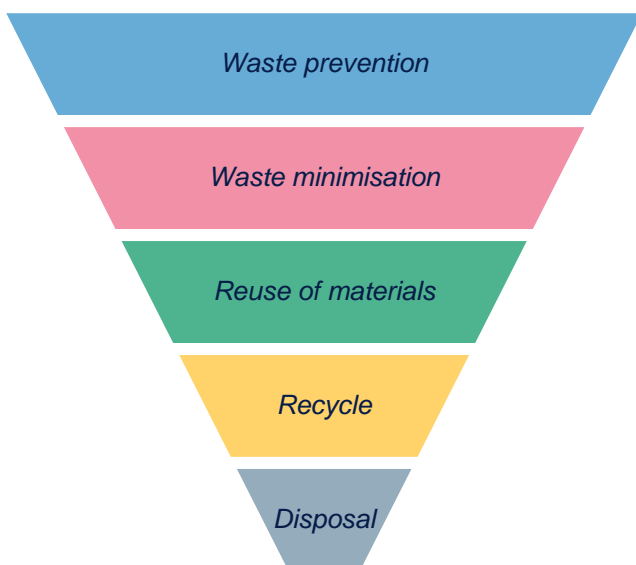 Waste prevention
Waste minimisation
Reuse of materials
Recycle
Disposal